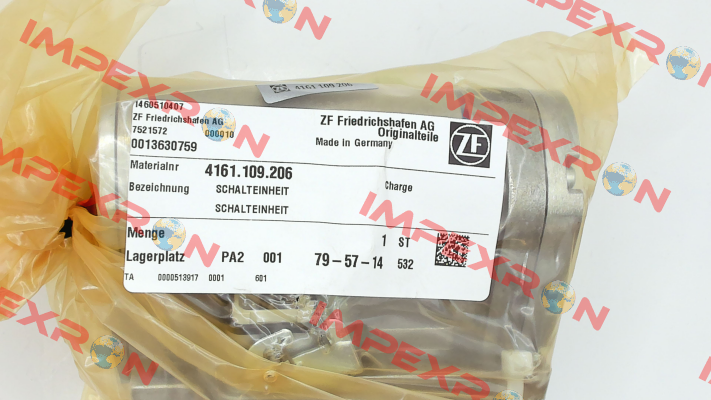 4161.109.206
1460510407
ZF Friedrichshafen AG
7521572 000010
0013630759
ZF Friedrichshafen AG
Originalteile
Made in Germany
ZF
Materialnr 4161.109.206
Bezeichnung SCHALTEINHEIT Charge
SCHALTEINHEIT
Menge 1 ST
Lagerplatz PA2 001 79-57-14 532
TA 0000513917 0001 601
IMPEXRON
IMPEXRON
IMPEXRON
IMPEXRON
IMPEXRON